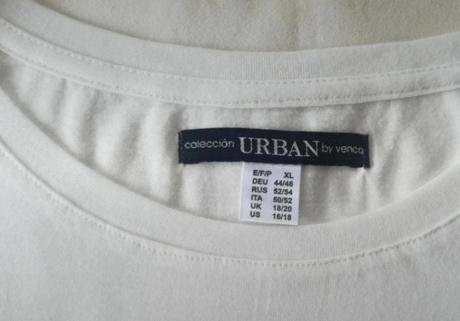 colección URBAN by venca
E/F/P XL
DEU 44/46
RUS 52/54
ITA 50/52
UK 18/20
US 16/18